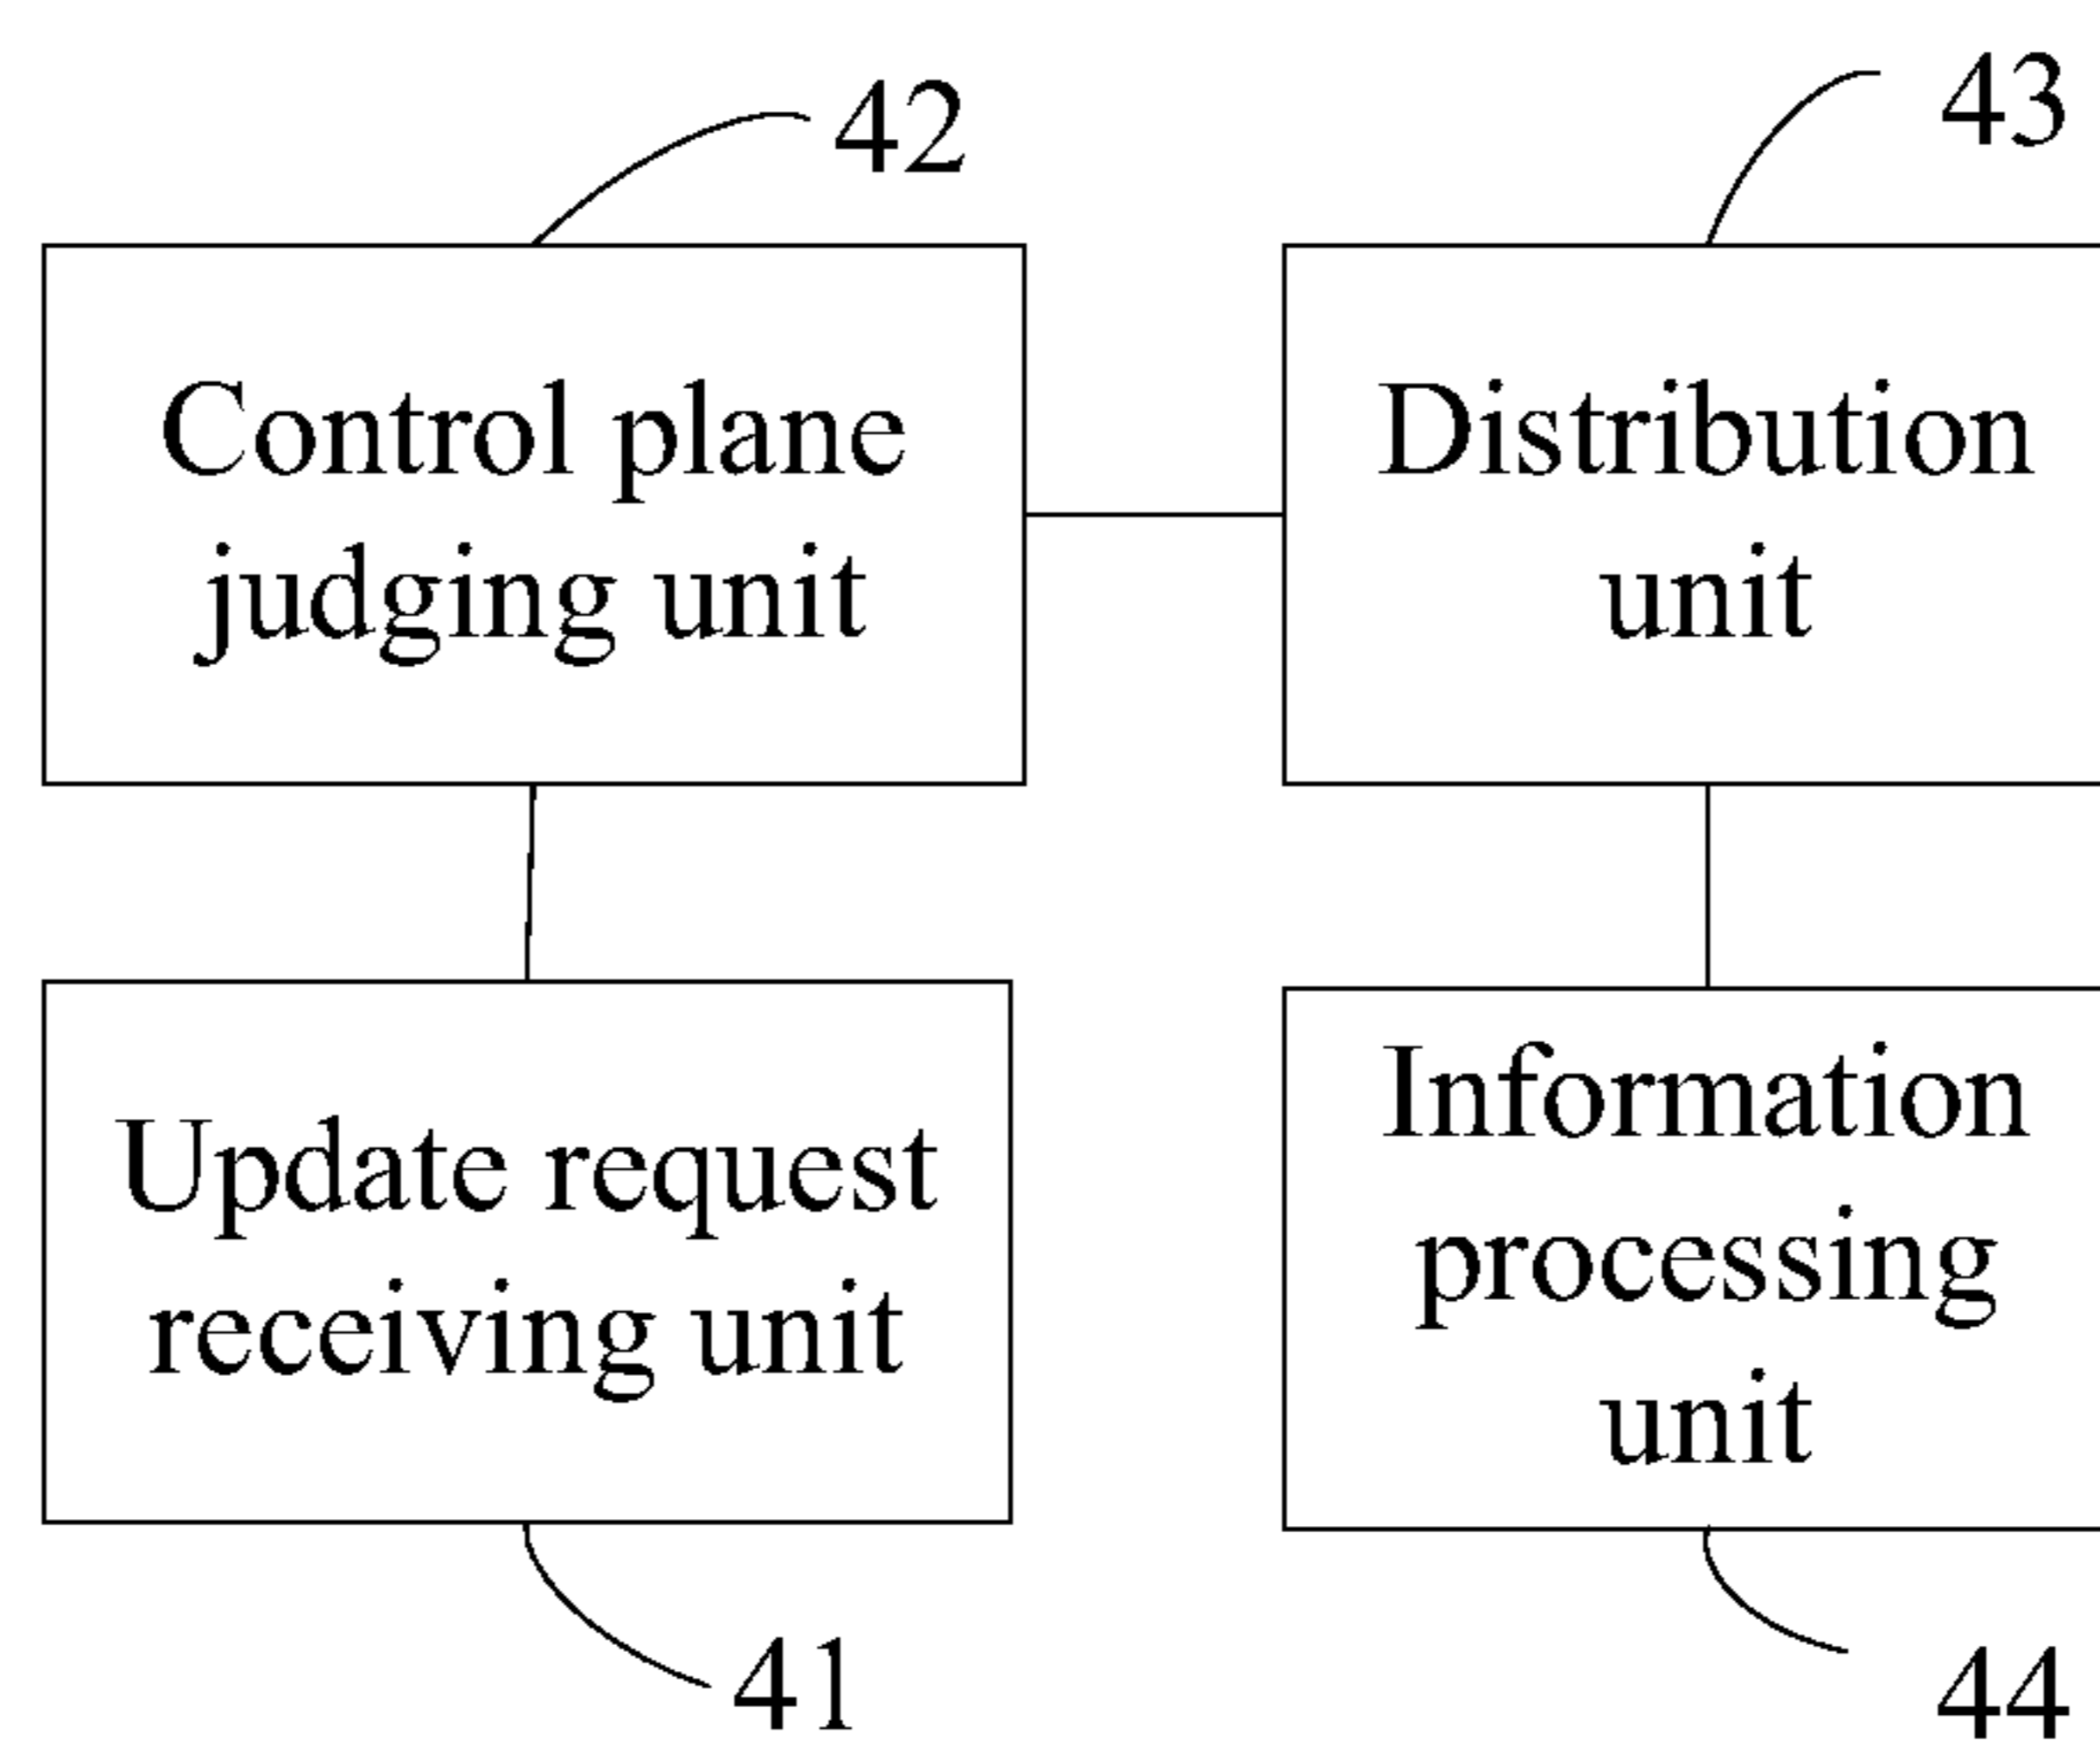 42
43
Control plane
judging unit
Distribution
unit
Update request
receiving unit
Information
processing
unit
41
44